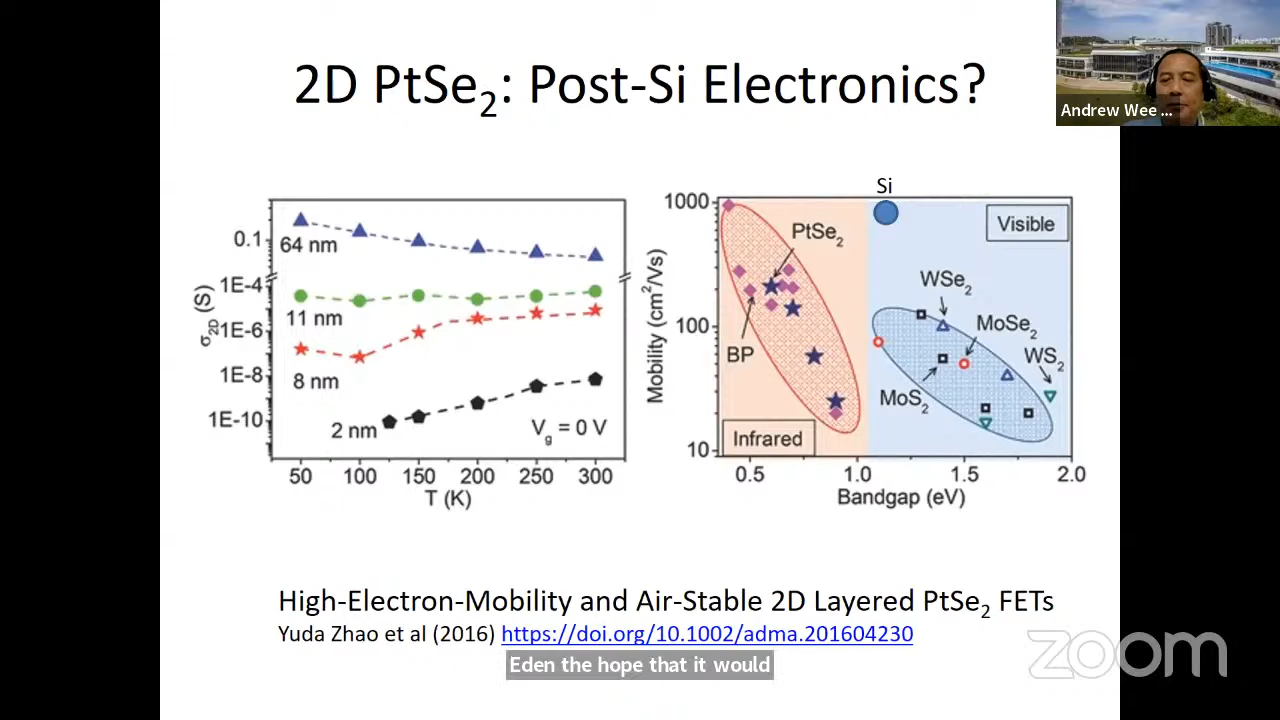 2D PtSe2: Post-Si Electronics?
Andrew Wee ...
0.1
1E-4
1E-6
1E-8
1E-10
σ2D (S)
64 nm
11 nm
8 nm
2 nm
Vg = 0 V
50 100 150 200 250 300
T (K)
Si
1000
100
10
Mobility (cm2/Vs)
Visible
PtSe2
WSe2
MoSe2
WS2
BP
MoS2
Infrared
0.5 1.0 1.5 2.0
Bandgap (eV)
High-Electron-Mobility and Air-Stable 2D Layered PtSe2 FETs
Yuda Zhao et al (2016) https://doi.org/10.1002/adma.201604230
Eden the hope that it would
zoom